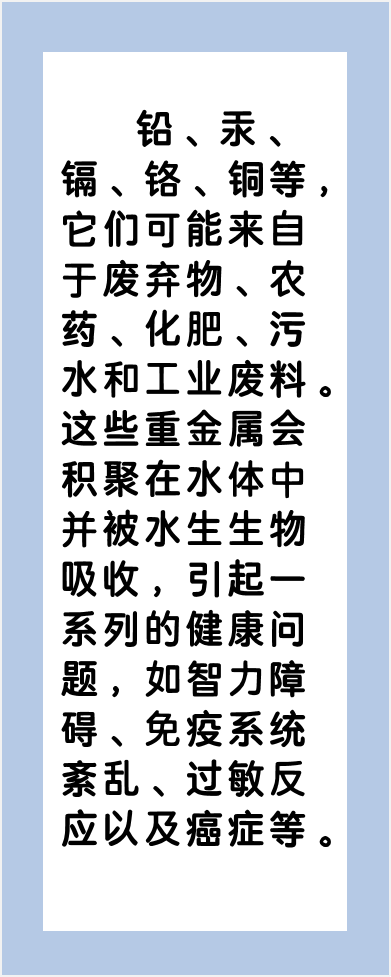 铅、汞、
镉、铬、铜等，
它们可能来自
于废弃物、农
药、化肥、污
水和工业废料。
这些重金属会
积聚在水体中
并被水生生物
吸收，引起一
系列的健康问
题，如智力障
碍、免疫系统
紊乱、过敏反
应以及癌症等。